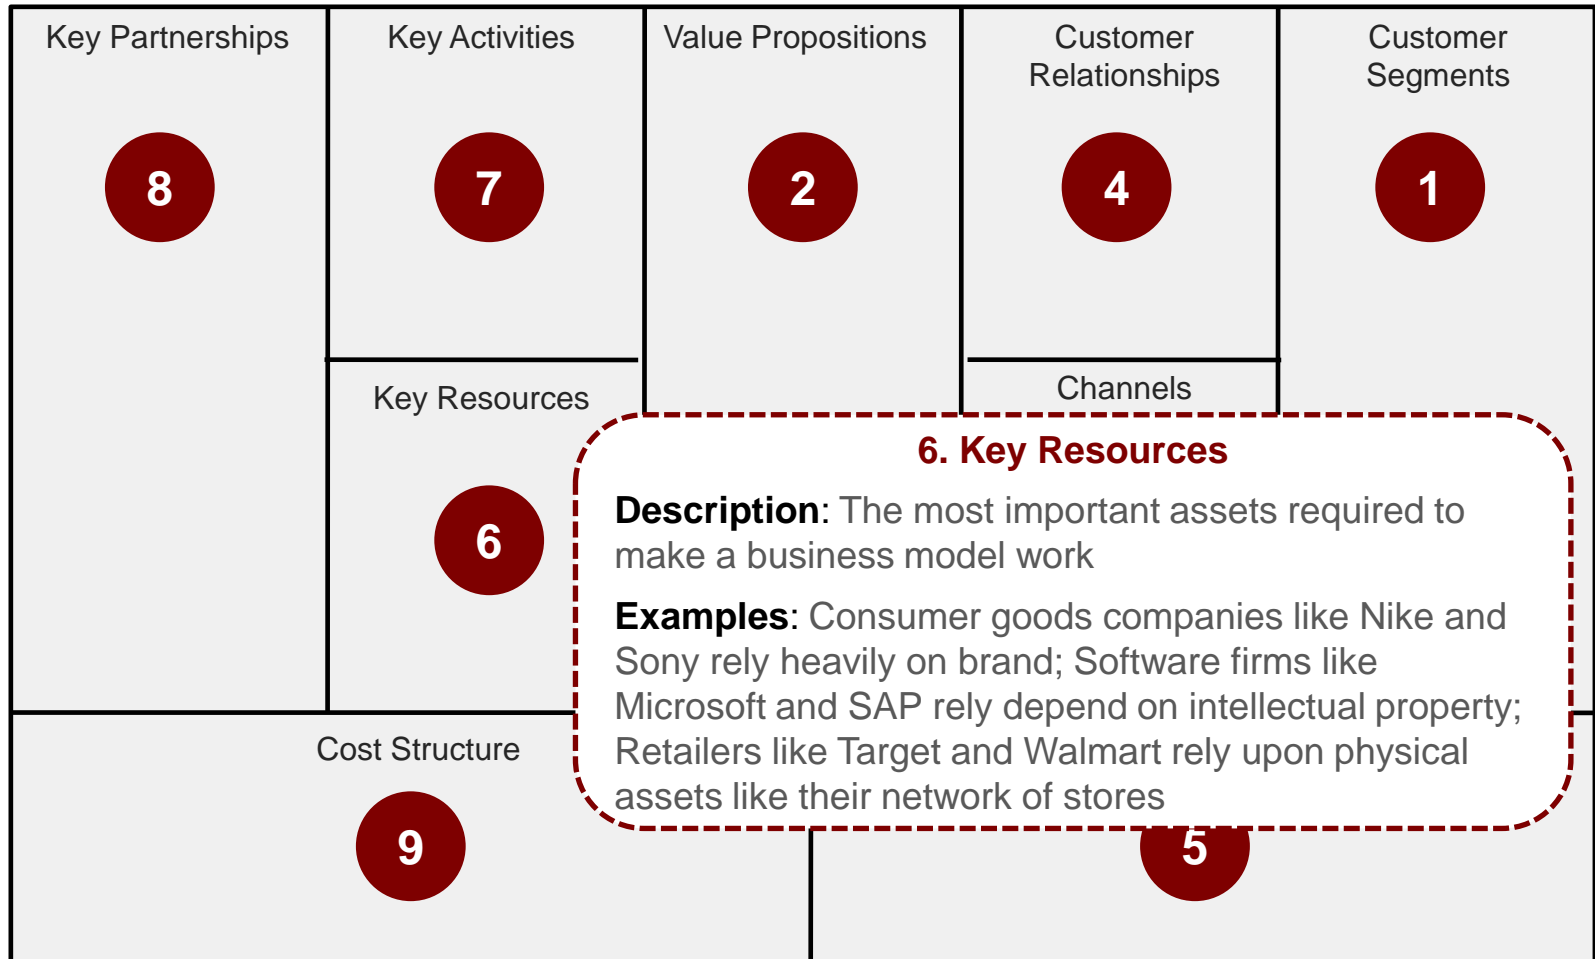 Key Partnerships
8
Key Activities
7
Key Resources
6
Value Propositions
2
Customer
Relationships
4
Channels
Customer
Segments
1
Cost Structure
9
5
6. Key Resources
Description: The most important assets required to
make a business model work
Examples: Consumer goods companies like Nike and
Sony rely heavily on brand; Software firms like
Microsoft and SAP rely depend on intellectual property;
Retailers like Target and Walmart rely upon physical
assets like their network of stores